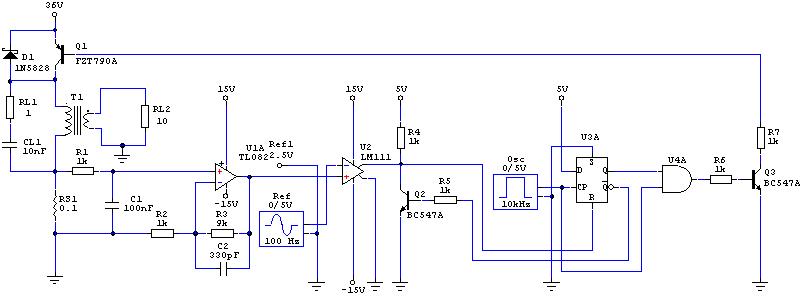 36V
Q1
FZT790A
D1
1N5828
RL1
1
T1
RL2
10
CL1
10nF
R1
1k
RS1
0.1
C1
100nF
R2
1k
15V
U1A
TL082
-15V
R3
9k
C2
330pF
Ref1
2.5V
Ref
0/5V
100 Hz
15V
U2
LM111
-15V
5V
R4
1k
Q2
BC547A
R5
1k
Osc
0/5V
10kHz
5V
U3A
S
D
Q
CP
Q
R
U4A
R6
1k
R7
1k
Q3
BC547A